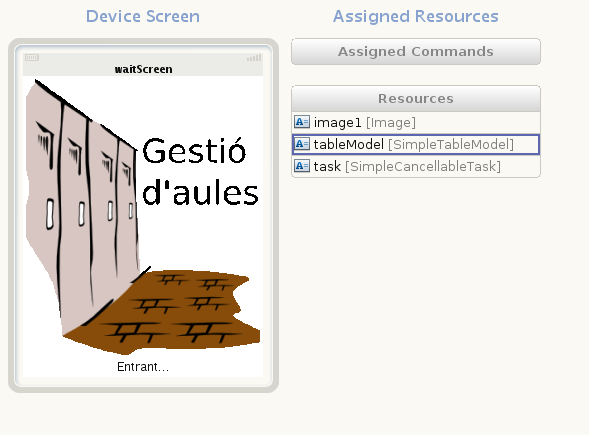 Device Screen
waitScreen
Gestió
d'aules
Entrant...
Assigned Resources
Assigned Commands
Resources
image1 [Image]
tableModel [SimpleTableModel]
task [SimpleCancellableTask]